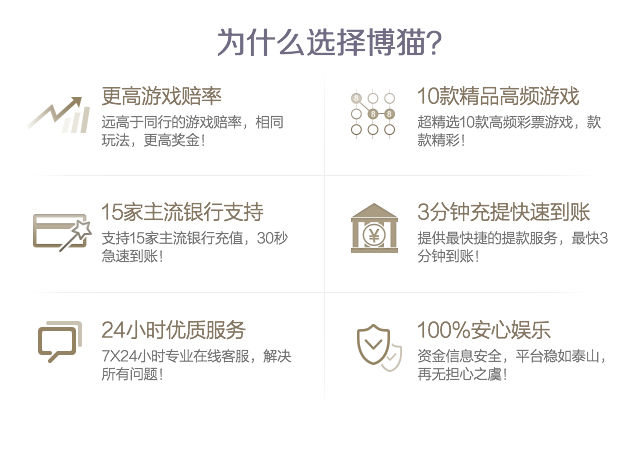 为什么选择博猫?
更高游戏赔率
远高于同行的游戏赔率，相同
玩法，更高奖金!
10款精品高频游戏
超精选10款高频彩票游戏，款
款精彩!
15家主流银行支持
支持15家主流银行充值，30秒
急速到账!
3分钟充提快速到账
提供最快捷的提款服务，最快3
分钟到账!
24小时优质服务
7X24小时专业在线客服，解决
所有问题!
100%安心娱乐
资金信息安全，平台稳如泰山，
再无担心之虞!